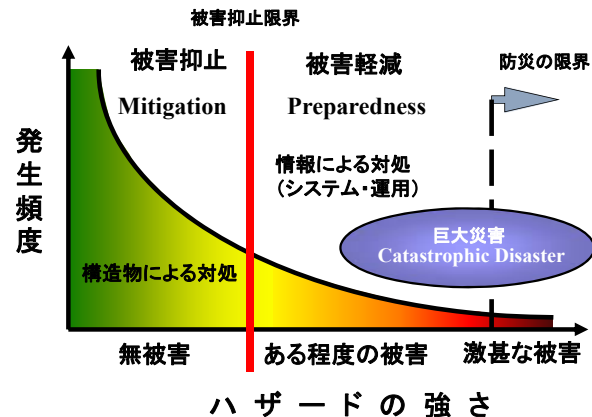 被害抑止限界
被害抑止
Mitigation
被害軽減
Preparedness
防災の限界
発生頻度
情報による対処
(システム・運用)
巨大災害
Catastrophic Disaster
構造物による対処
無被害
ある程度の被害
激甚な被害
ハザードの強さ